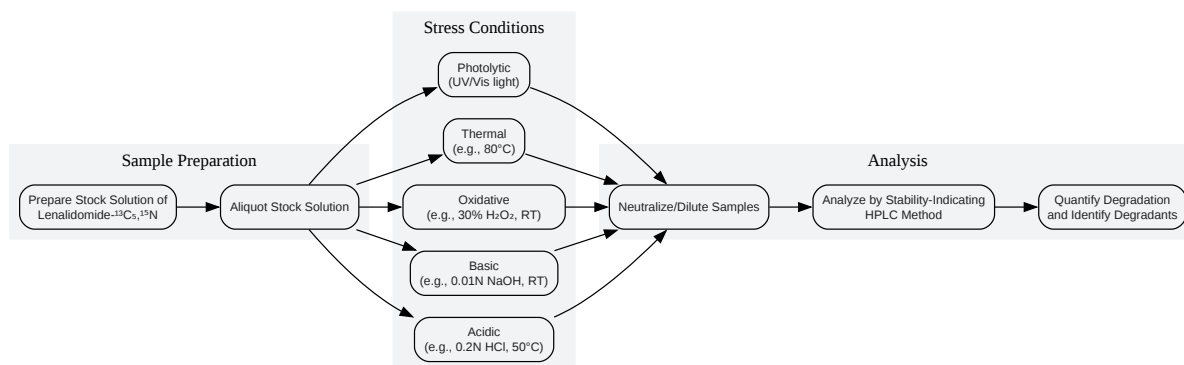 Stress Conditions
Photolytic
(UV/Vis light)
Thermal
(e.g., 80°C)
Sample Preparation
Analysis
Prepare Stock Solution of
Lenalidomide-¹³C₅,¹⁵N
Aliquot Stock Solution
Oxidative
(e.g., 30% H₂O₂, RT)
Neutralize/Dilute Samples
Analyze by Stability-Indicating
HPLC Method
Quantify Degradation
and Identify Degradants
Basic
(e.g., 0.01N NaOH, RT)
Acidic
(e.g., 0.2N HCl, 50°C)